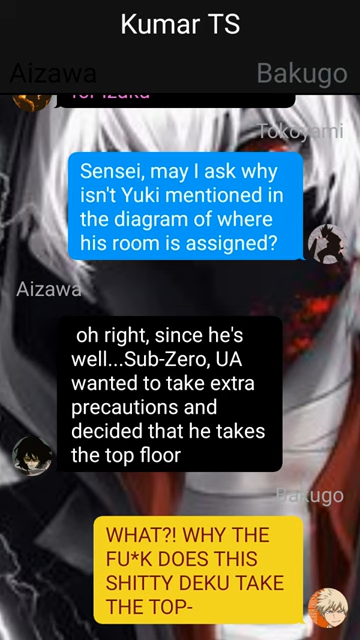 Kumar TS
Aizawa
Bakugo
Tokoyami
Sensei, may I ask why
isn't Yuki mentioned in
the diagram of where
his room is assigned?
Aizawa
oh right, since he's
well...Sub-Zero, UA
wanted to take extra
precautions and
decided that he takes
the top floor
Bakugo
WHAT?! WHY THE
FU*K DOES THIS
SHITTY DEKU TAKE
THE TOP-